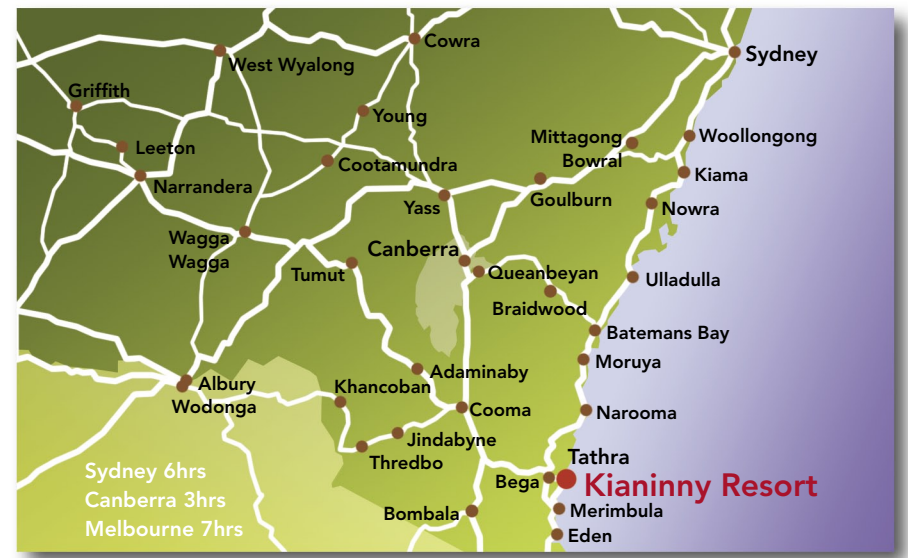 Cowra
Sydney
West Wyalong
Griffith
Young
Mittagong
Bowral
Woollongong
Leeton
Cootamundra
Kiama
Narrandera
Goulburn
Yass
Nowra
Wagga
Wagga
Canberra
Tumut
Queanbeyan
Ulladulla
Braidwood
Batemans Bay
Moruya
Adaminaby
Albury
Wodonga
Khancoban
Cooma
Narooma
Jindabyne
Thredbo
Tathra
Sydney 6hrs
Canberra 3hrs
Melbourne 7hrs
Bega
Kianinny Resort
Bombala
Merimbula
Eden